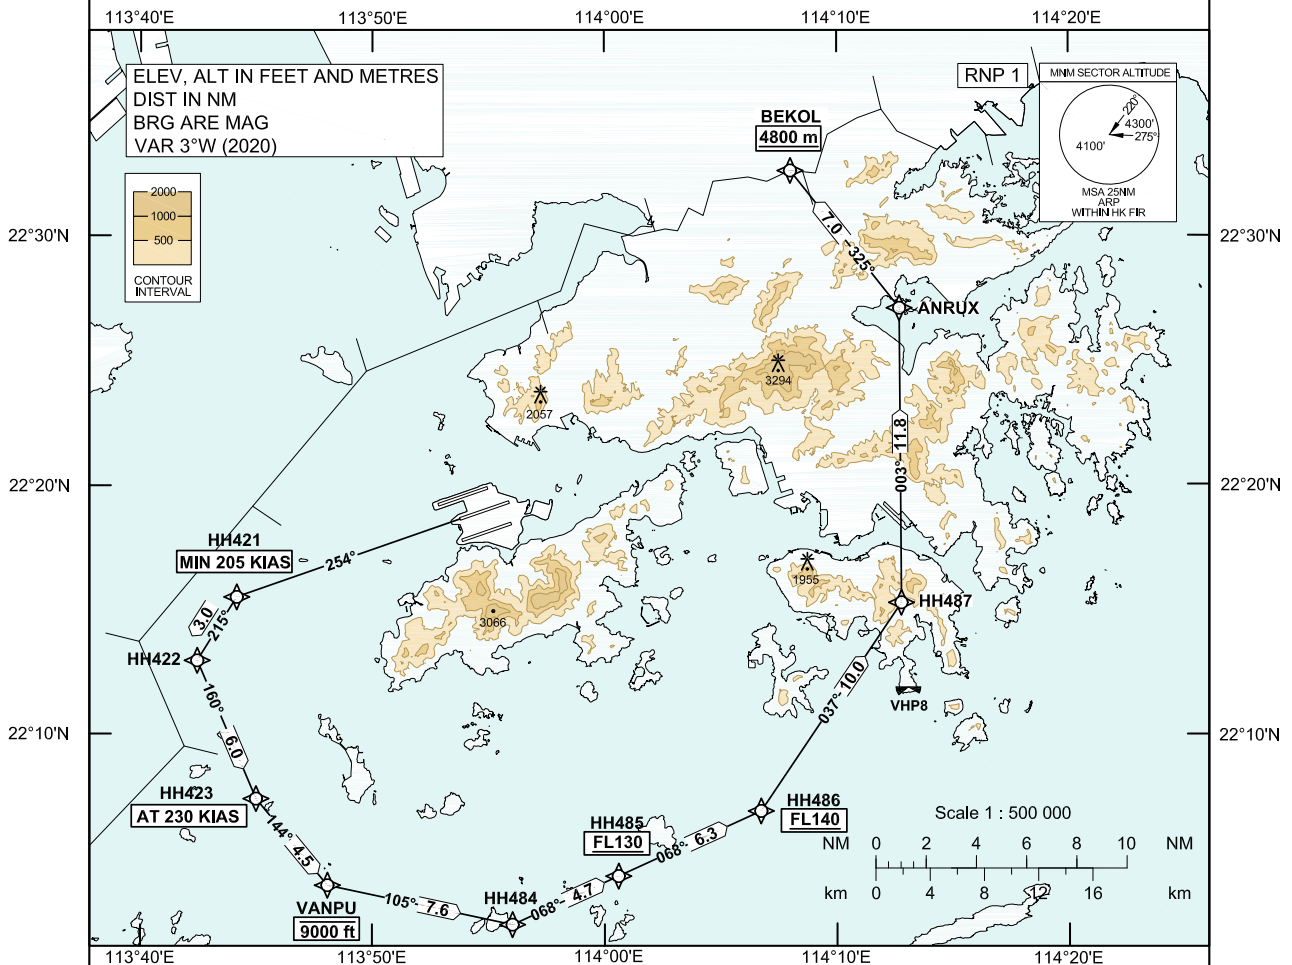 113°40'E
113°50'E
114°00'E
114°10'E
114°20'E
ELEV, ALT IN FEET AND METRES
DIST IN NM
BRG ARE MAG
VAR 3°W (2020)
2000
1000
500
CONTOUR
INTERVAL
RNP 1
MNM SECTOR ALTITUDE
220°
4300'
275°
4100'
MSA 25NM
ARP
WITHIN HK FIR
BEKOL
4800 m
7.0
325°
22°30'N
22°30'N
ANRUX
3294
2057
11.8
003°
22°20'N
22°20'N
HH421
MIN 205 KIAS
254°
1955
HH487
3.0
215°
3066
HH422
160°
6.0
037°
10.0
VHP8
22°10'N
22°10'N
HH423
AT 230 KIAS
HH486
FL140
HH485
FL130
144°
4.5
068°
6.3
Scale 1 : 500 000
NM
0
2
4
6
8
10
NM
km
0
4
8
12
16
km
VANPU
9000 ft
105°
7.6
HH484
068°
4.7
113°40'E
113°50'E
114°00'E
114°10'E
114°20'E